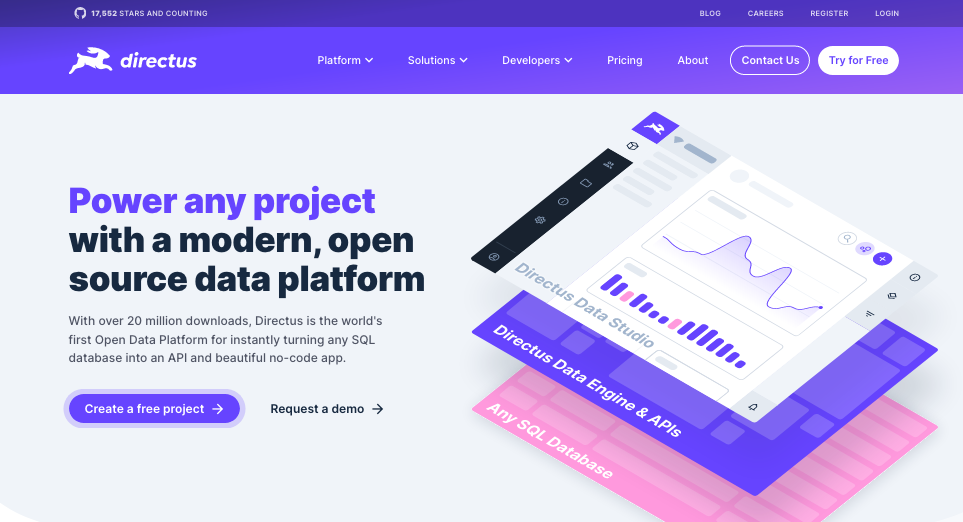 17,552 STARS AND COUNTING
BLOG CAREERS REGISTER LOGIN
directus
Platform Solutions Developers Pricing About Contact Us Try for Free
Power any project
with a modern, open
source data platform
With over 20 million downloads, Directus is the world's
first Open Data Platform for instantly turning any SQL
database into an API and beautiful no-code app.
Create a free project
Request a demo
Directus Data Studio
Directus Data Engine & APIs
Any SQL Database